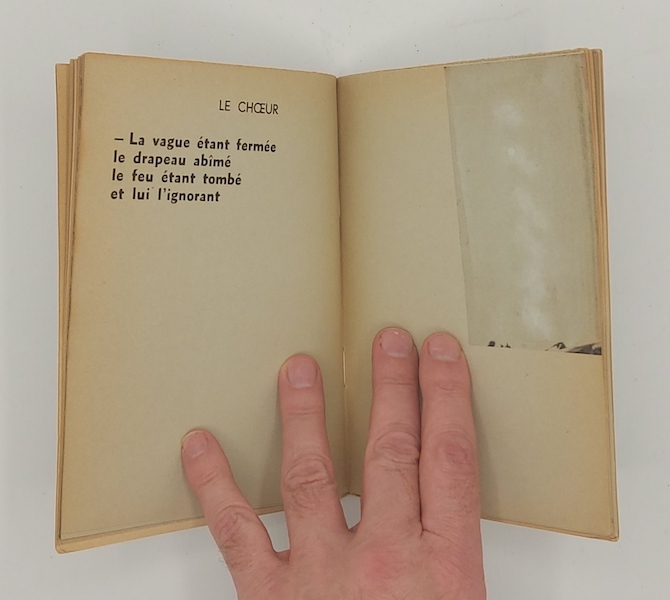 LE CHŒUR
– La vague étant fermée
le drapeau abîmé
le feu étant tombé
et lui l'ignorant